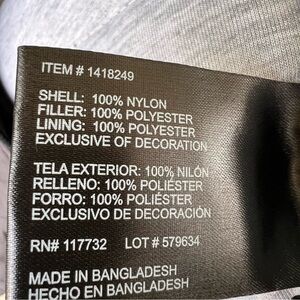 ITEM # 1418249
SHELL: 100% NYLON
FILLER: 100% POLYESTER
LINING: 100% POLYESTER
EXCLUSIVE OF DECORATION
TELA EXTERIOR: 100% NILÓN
RELLENO: 100% POLIÉSTER
FORRO: 100% POLIÉSTER
EXCLUSIVO DE DECORACIÓN
RN# 117732 LOT # 579634
MADE IN BANGLADESH
HECHO EN BANGLADESH